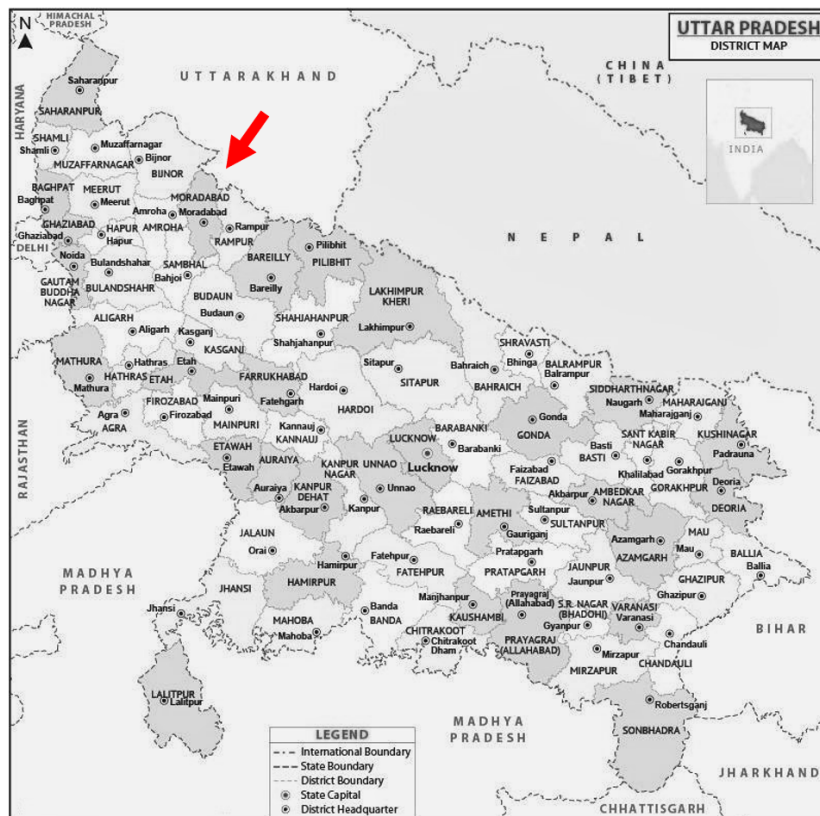 N
HIMACHAL
PRADESH
UTTAR PRADESH
DISTRICT MAP
CHINA
(TIBET)
UTTARAKHAND
INDIA
HARYANA
Saharanpur
SAHARANPUR
SHAMLI
Shamli
Muzaffarnagar
MUZAFFARNAGAR
Bijnor
BIJNOR
BAGHPAT
Baghpat
MEERUT
Meerut
MORADABAD
Moradabad
Amroha
AMROHA
GHAZIABAD
Ghaziabad
HAPUR
Hapur
Rampur
RAMPUR
DELHI
Noida
GAUTAM
BUDDHA
NAGAR
Bulandshahar
BULANDSHAHR
SAMBHAL
Bahjoi
BAREILLY
Bareilly
Pilibhit
PILIBHIT
NEPAL
BUDAUN
Budaun
LAKHIMPUR
KHERI
Lakhimpur
SHAHJAHANPUR
Shahjahanpur
ALIGARH
Aligarh
Kasganj
KASGANJ
MATHURA
Mathura
Hathras
HATHRAS
Etah
ETAH
FARRUKHABAD
Fatehgarh
Hardoi
HARDOI
Sitapur
SITAPUR
Bahraich
BAHRAICH
SHRAVASTI
Bhinga
BALRAMPUR
Balrampur
SIDDHARTHNAGAR
Naugarh
MAHARAJGANJ
Maharajganj
KUSHINAGAR
Padrauna
Agra
AGRA
FIROZABAD
Firozabad
Mainpuri
MAINPURI
Kannauj
KANNAUJ
LUCKNOW
Lucknow
BARABANKI
Barabanki
Gonda
GONDA
Basti
BASTI
SANT KABIR
NAGAR
Khalilabad
Gorakhpur
GORAKHPUR
Deoria
DEORIA
RAJASTHAN
ETAWAH
Etawah
AURAIYA
Auraiya
KANPUR
DEHAT
Akbarpur
KANPUR
NAGAR
Kanpur
UNNAO
Unnao
Faizabad
FAIZABAD
Akbarpur
AMBEDKAR
NAGAR
RAEBARELI
Raebareli
AMETHI
Gauriganj
Sultanpur
SULTANPUR
Azamgarh
AZAMGARH
MAU
Mau
BALLIA
Ballia
JALAUN
Orai
Hamirpur
HAMIRPUR
Fatehpur
FATEHPUR
Pratapgarh
PRATAPGARH
JAUNPUR
Jaunpur
GHAZIPUR
Ghazipur
MADHYA
PRADESH
JHANSI
Jhansi
MAHOBA
Mahoba
Banda
BANDA
Manjhanpur
KAUSHAMBI
CHITRAKOOT
Chitrakoot
Dham
Prayagraj
(Allahabad)
PRAYAGRAJ
(ALLAHABAD)
S.R. NAGAR
(BHADOHI)
Gyanpur
VARANASI
Varanasi
Mirzapur
MIRZAPUR
Chandauli
CHANDAULI
BIHAR
LALITPUR
Lalitpur
Robertsganj
SONBHADRA
MADHYA
PRADESH
JHARKHAND
CHHATTISGARH
LEGEND
International Boundary
State Boundary
District Boundary
State Capital
District Headquarter